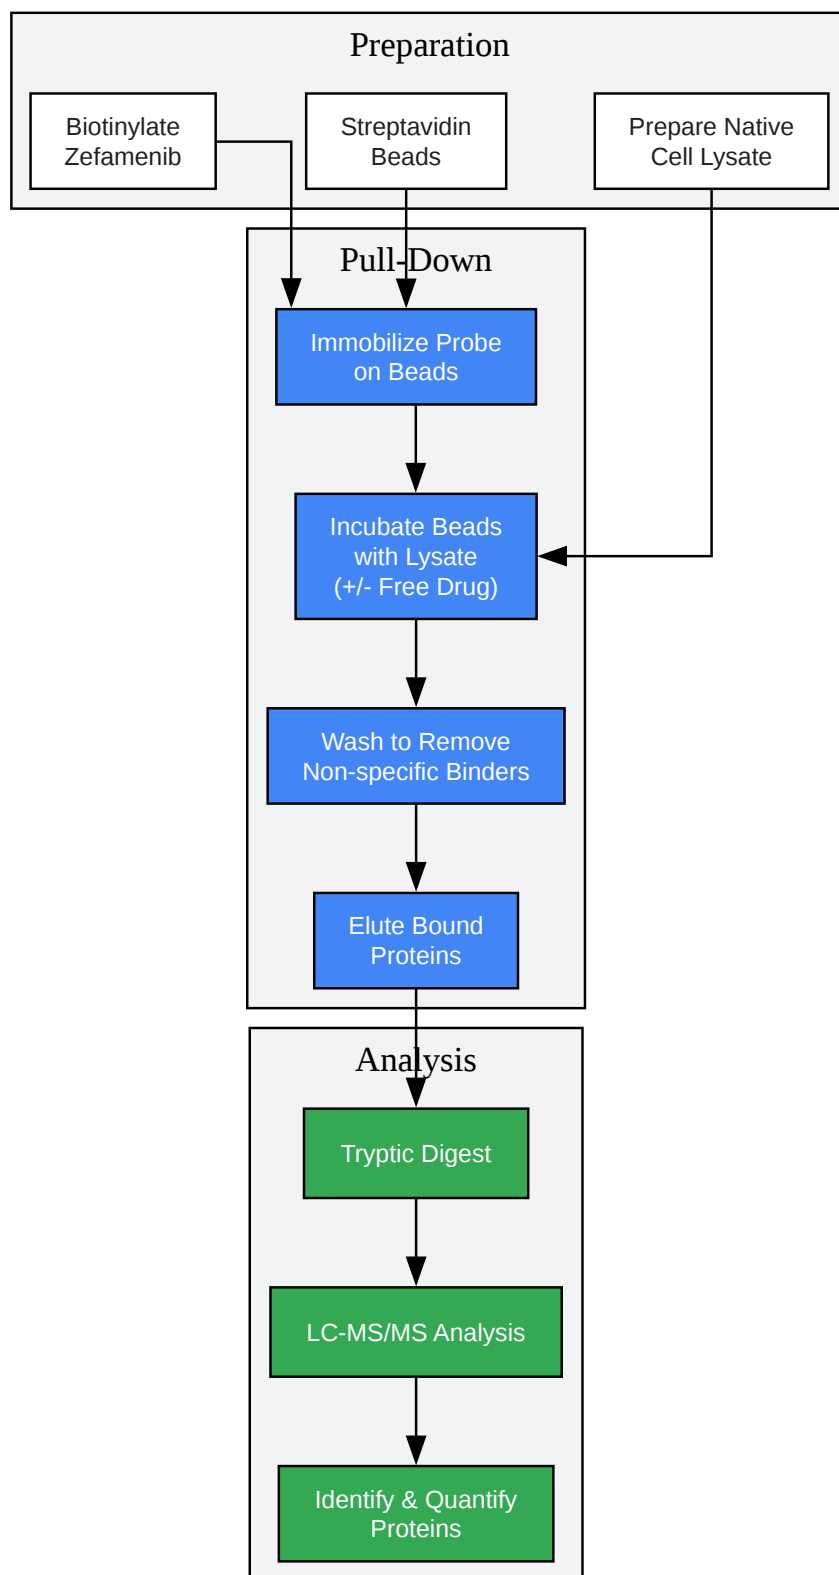 Preparation
Biotinylate
Zefamenib
Streptavidin
Beads
Prepare Native
Cell Lysate
Pull-Down
Immobilize Probe
on Beads
Incubate Beads
with Lysate
(+/- Free Drug)
Wash to Remove
Non-specific Binders
Elute Bound
Proteins
Analysis
Tryptic Digest
LC-MS/MS Analysis
Identify & Quantify
Proteins